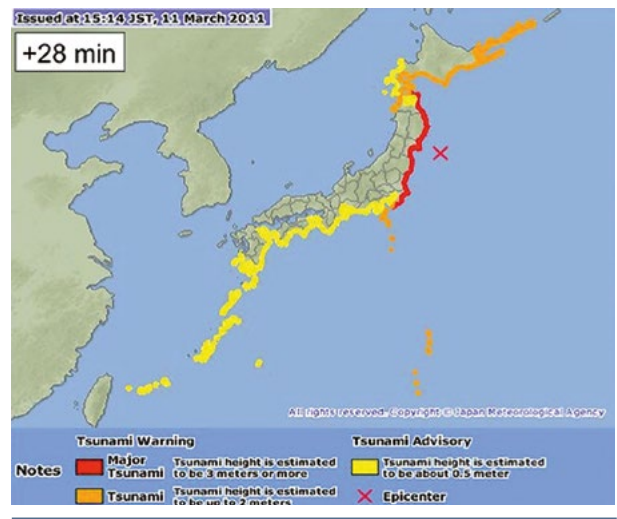 Issued at 15:14 JST, 11 March 2011
+28 min
All rights reserved. Copyright © Japan Meteorological Agency
Tsunami Warning
Tsunami Advisory
Notes
Major Tsunami
Tsunami height is estimated to be 3 meters or more
Tsunami height is estimated to be about 0.5 meter
Tsunami
Tsunami height is estimated to be up to 2 meters
Epicenter